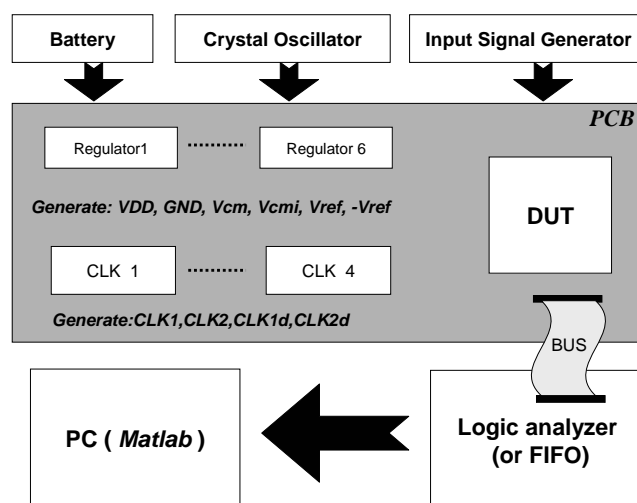 Battery
Crystal Oscillator
Input Signal Generator
PCB
Regulator1
Regulator 6
Generate: VDD, GND, Vcm, Vcmi, Vref, -Vref
DUT
CLK 1
CLK 4
Generate:CLK1,CLK2,CLK1d,CLK2d
BUS
PC ( Matlab )
Logic analyzer
(or FIFO)